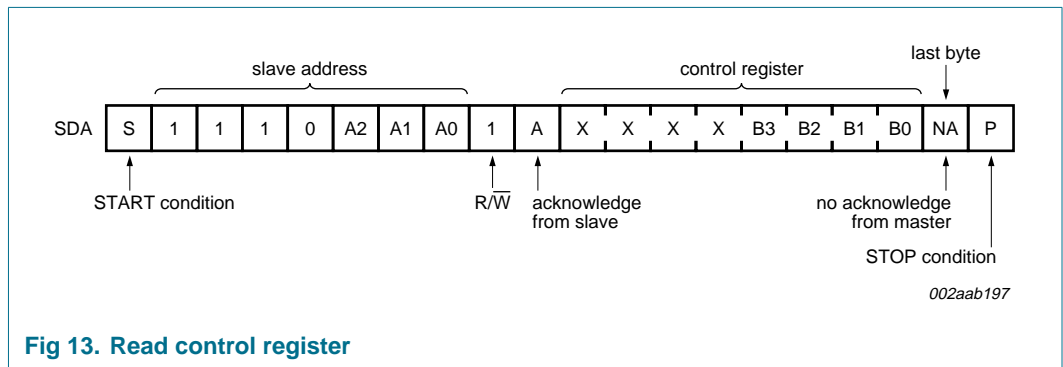 last byte
slave address control register
SDA S 1 1 1 0 A2 A1 A0 1 A X X X X B3 B2 B1 B0 NA P
START condition R/W̅ acknowledge no acknowledge
from slave from master
STOP condition
002aab197
Fig 13. Read control register